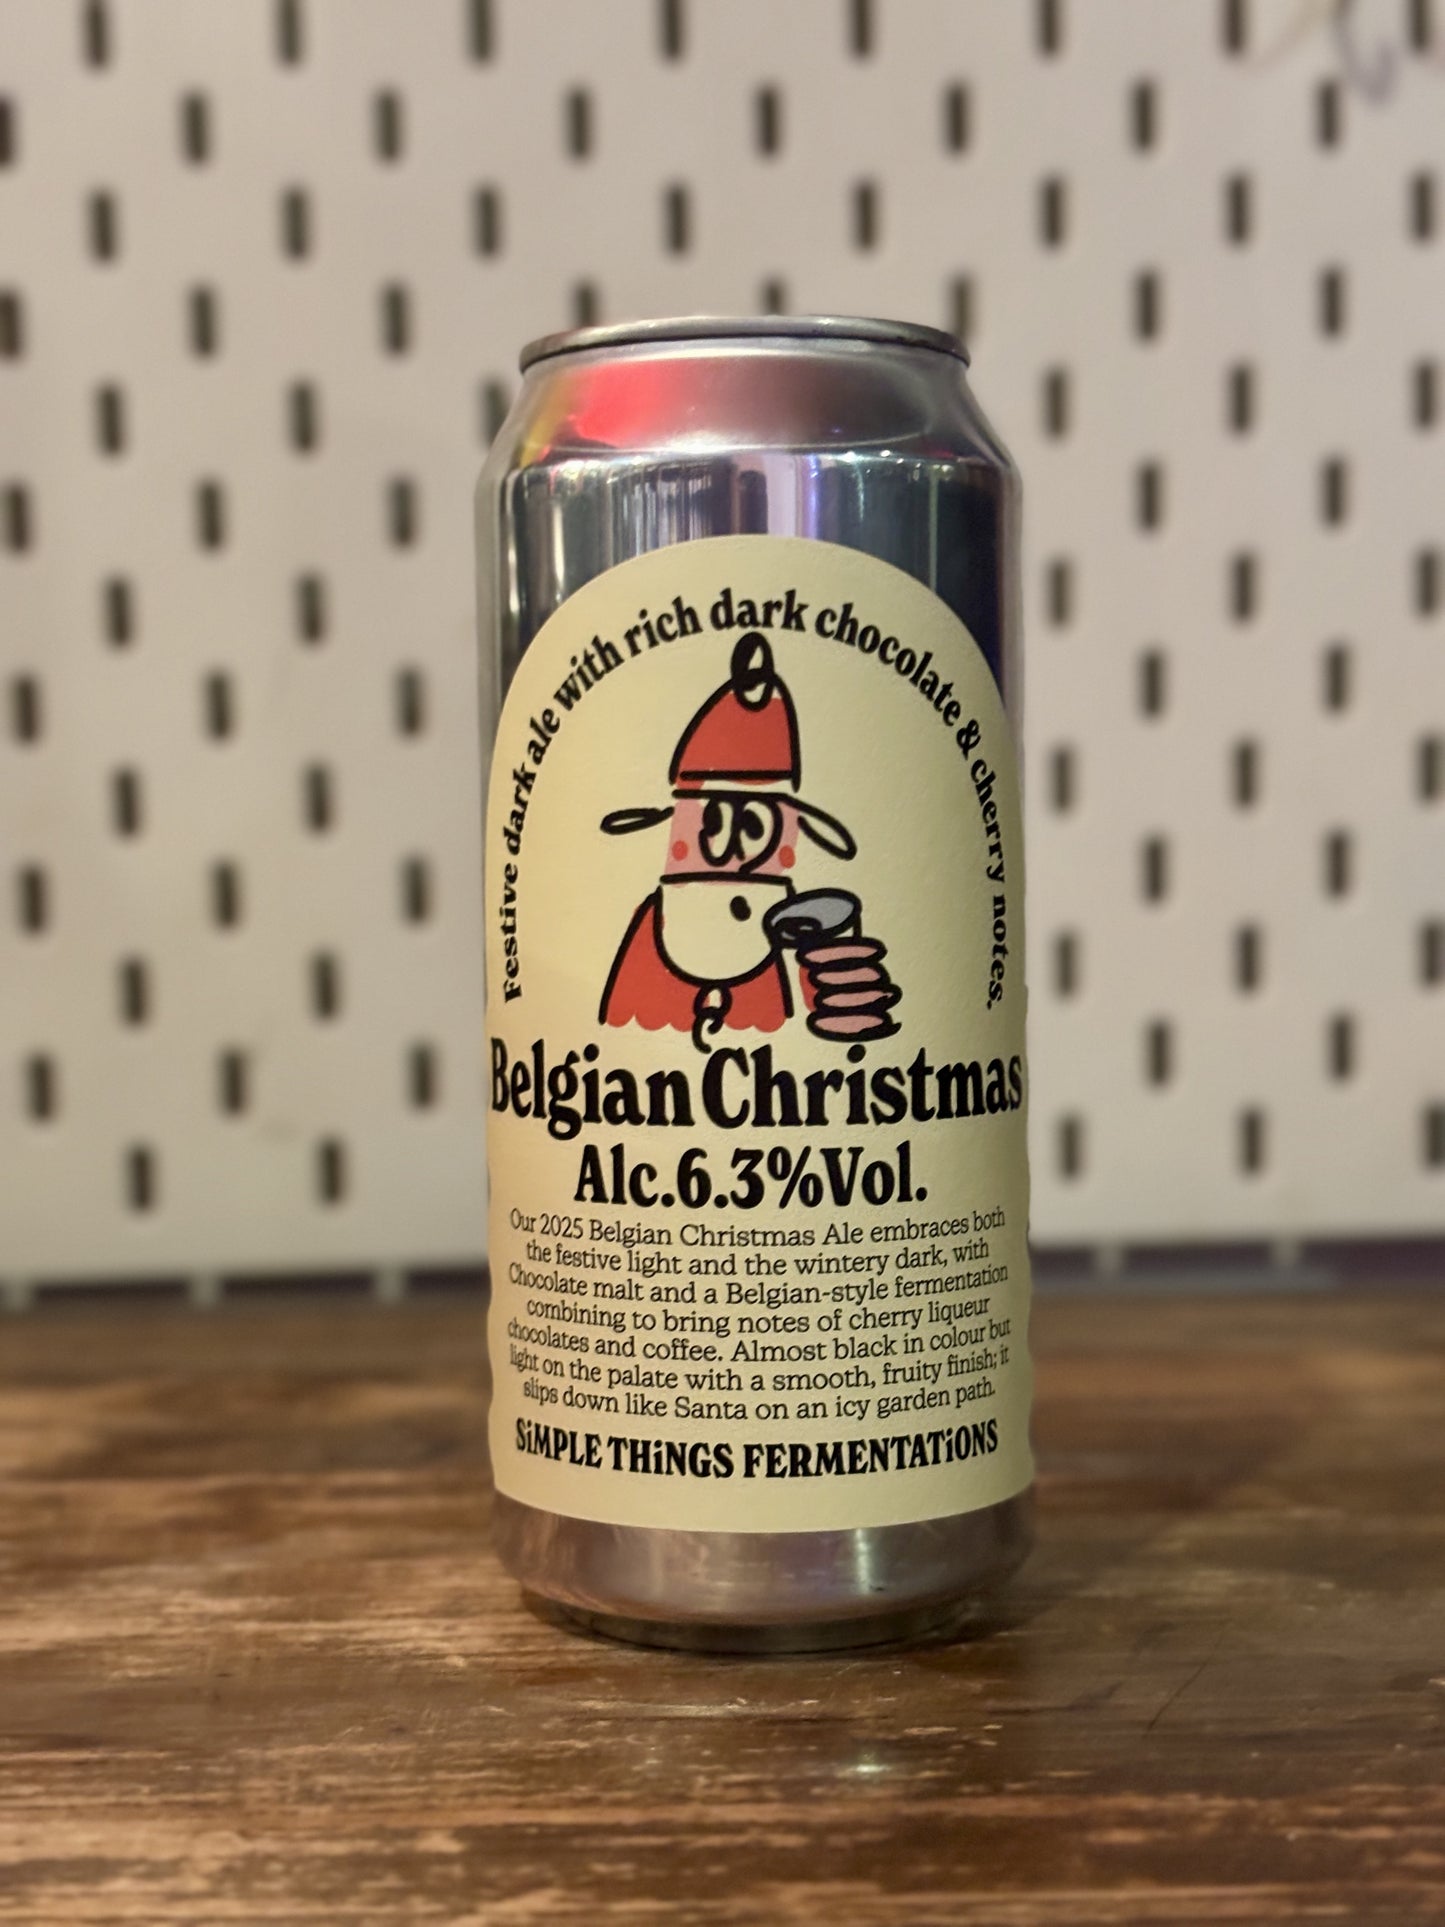 Festive dark ale with rich dark chocolate & cherry notes.
Belgian Christmas
Alc.6.3%Vol.
Our 2025 Belgian Christmas Ale embraces both
the festive light and the wintery dark, with
Chocolate malt and a Belgian-style fermentation
combining to bring notes of cherry liqueur
chocolates and coffee. Almost black in colour but
light on the palate with a smooth, fruity finish; it
slips down like Santa on an icy garden path.
SiMPLE THiNGS FERMENTATiONS